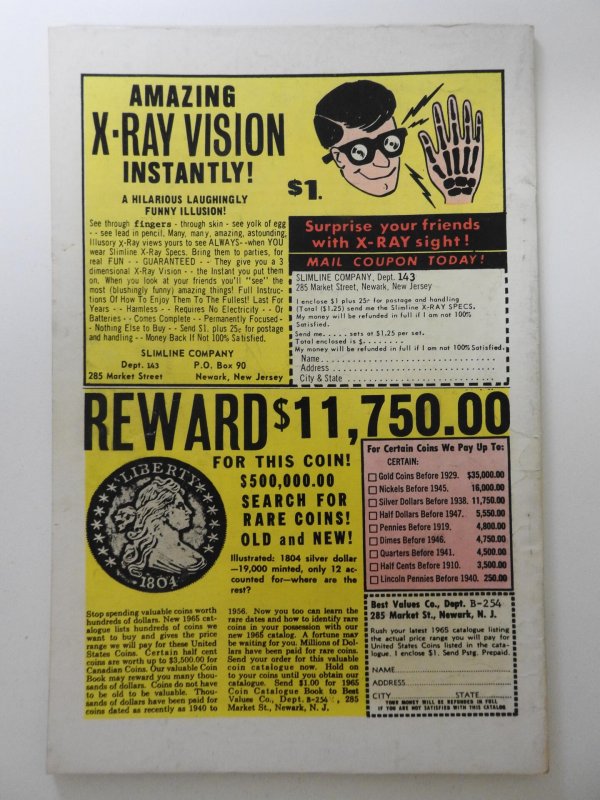 AMAZING
X-RAY VISION
INSTANTLY!
$1.
A HILARIOUS LAUGHINGLY
FUNNY ILLUSION!
See through fingers - through skin - see yolk of egg
- - see lead in pencil. Many, many, amazing, astounding,
illusory X-Ray views yours to see ALWAYS - -when YOU
wear Slimline X-Ray Specs. Bring them to parties, for
real FUN - - GUARANTEED - - They give you a 3
dimensional X-Ray Vision - - the Instant you put them
on. When you look at your friends you'll "see" the
most (blushingly funny) amazing things! Full Instruc-
tions Of How To Enjoy Them To The Fullest! Last For
Years - - Harmless - - Requires No Electricity - - Or
Batteries - - Comes Complete - - Permanently Focused -
- Nothing Else to Buy - - Send $1. plus 25¢ for postage
and handling - - Money Back If Not 100% Satisfied.
SLIMLINE COMPANY
Dept. 143 P.O. Box 90
285 Market Street Newark, New Jersey
Surprise your friends
with X-RAY sight!
MAIL COUPON TODAY!
SLIMLINE COMPANY, Dept. 143
285 Market Street, Newark, New Jersey
I enclose $1 plus 25¢ for postage and handling
(Total ($1.25) send me the Slimline X-RAY SPECS.
My money will be refunded in full if I am not 100%
Satisfied.
Send me..... sets at $1.25 per set.
Total enclosed is $........
My money will be refunded in full if I am not 100% Satisfied.
Name
Address
City & State
REWARD $11,750.00
FOR THIS COIN!
$500,000.00
SEARCH FOR
RARE COINS!
OLD and NEW!
LIBERTY
1804
Illustrated: 1804 silver dollar
—19,000 minted, only 12 ac-
counted for—where are the
rest?
Stop spending valuable coins worth
hundreds of dollars. New 1965 cat-
alogue lists hundreds of coins we
want to buy and gives the price
range we will pay for these United
States Coins. Certain half cent
coins are worth up to $3,500.00 for
Canadian Coins. Our valuable Coin
Book may reward you many thou-
sands of dollars. Coins do not have
to be old to be valuable. Thou-
sands of dollars have been paid for
coins dated as recently as 1940 to
1956. Now you too can learn the
rare dates and how to identify rare
coins in your possession with our
new 1965 catalog. A fortune may
be waiting for you. Millions of Dol-
lars have been paid for rare coins.
Send your order for this valuable
coin catalogue now. Hold on
to your coins until you obtain our
catalogue. Send $1.00 for 1965
Coin Catalogue Book to Best
Values Co., Dept. B-254, 285
Market St., Newark, N. J.
For Certain Coins We Pay Up To:
CERTAIN:
Gold Coins Before 1929. $35,000.00
Nickels Before 1945. 16,000.00
Silver Dollars Before 1938. 11,750.00
Half Dollars Before 1947. 5,550.00
Pennies Before 1919. 4,800.00
Dimes Before 1946. 4,750.00
Quarters Before 1941. 4,500.00
Half Cents Before 1910. 3,500.00
Lincoln Pennies Before 1940. 250.00
Best Values Co., Dept. B-254
285 Market St., Newark, N. J.
Rush your latest 1965 catalogue listing
the actual price range you will pay for
United States Coins listed in the cata-
logue. I enclose $1. Send Pstg. Prepaid.
NAME
ADDRESS
CITY STATE
YOUR MONEY WILL BE REFUNDED IN FULL
IF YOU ARE NOT SATISFIED WITH THIS CATALOG